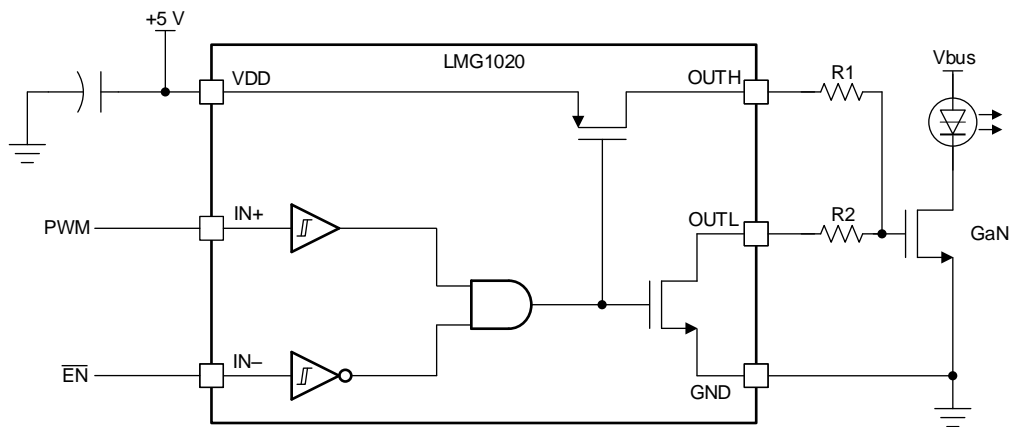 +5 V
LMG1020
VDD
OUTH
R1
Vbus
PWM
IN+
OUTL
R2
GaN
EN
IN–
GND